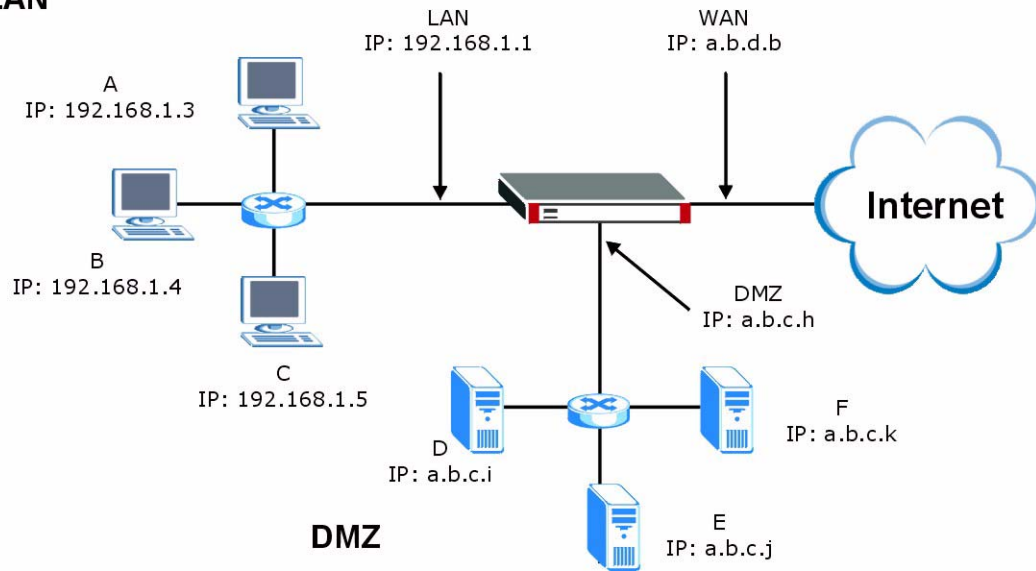 LAN
LAN
IP: 192.168.1.1
WAN
IP: a.b.d.b
A
IP: 192.168.1.3
B
IP: 192.168.1.4
C
IP: 192.168.1.5
Internet
DMZ
IP: a.b.c.h
D
IP: a.b.c.i
F
IP: a.b.c.k
E
IP: a.b.c.j
DMZ